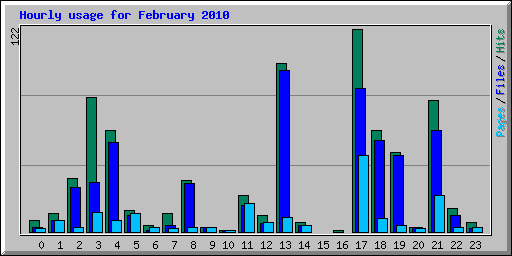 Hourly usage for February 2010
122
Pages/Files/Hits
0 1 2 3 4 5 6 7 8 9 10 11 12 13 14 15 16 17 18 19 20 21 22 23